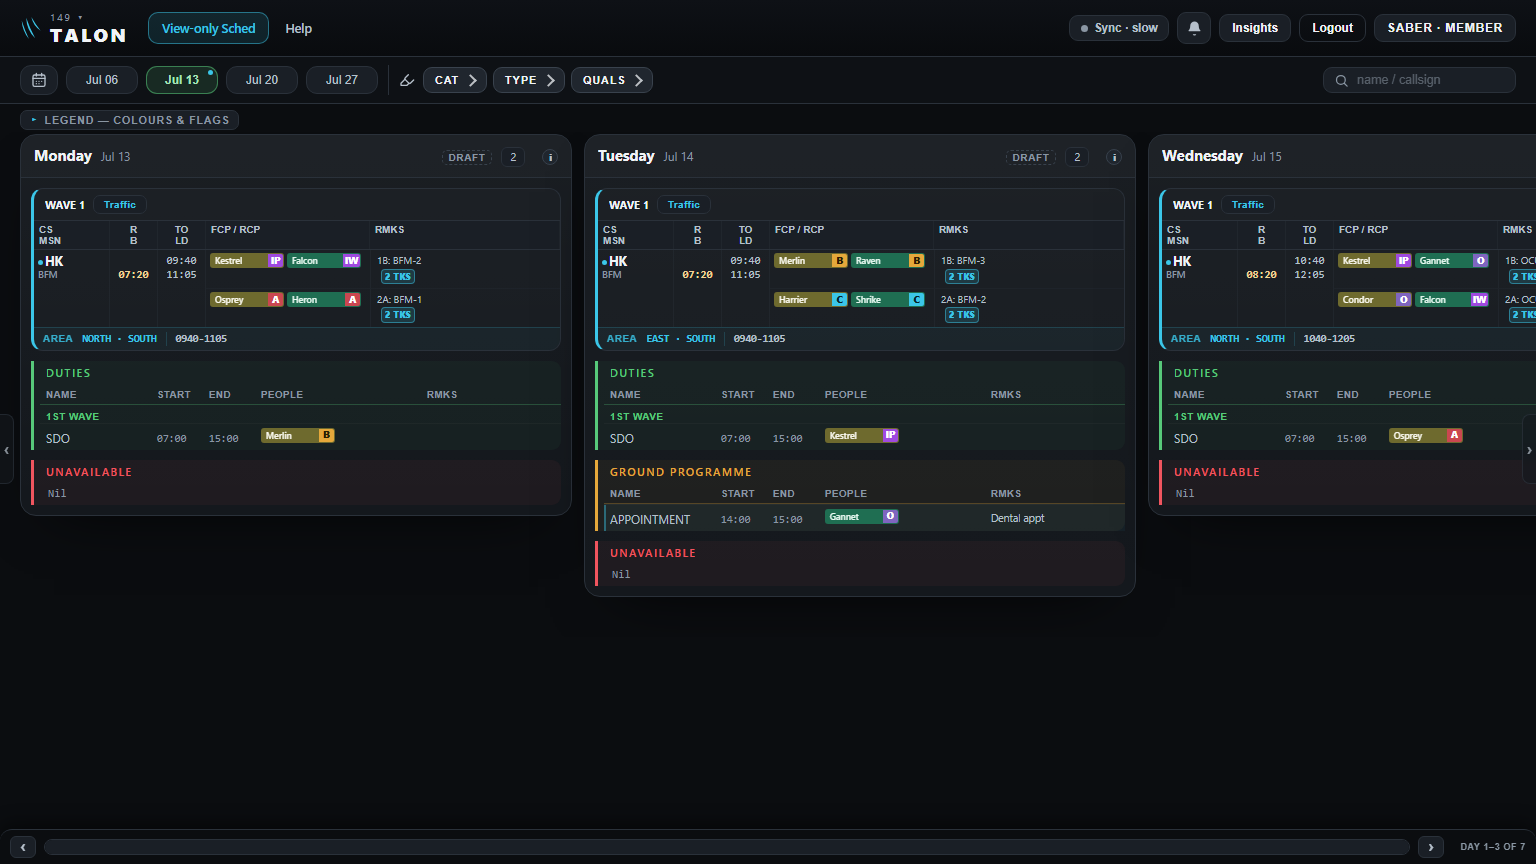 149
TALON
View-only Sched
Help
Sync · slow
Insights
Logout
SABER · MEMBER
Jul 06
Jul 13
Jul 20
Jul 27
CAT
TYPE
QUALS
name / callsign
LEGEND — COLOURS & FLAGS
Monday Jul 13
DRAFT 2 i
WAVE 1 Traffic
CS R TO FCP / RCP RMKS
MSN B LD
HK 09:40 Kestrel IP Falcon IW 1B: BFM-2
BFM 07:20 11:05 2 TKS
Osprey A Heron A 2A: BFM-1
2 TKS
AREA NORTH · SOUTH 0940-1105
DUTIES
NAME START END PEOPLE RMKS
1ST WAVE
SDO 07:00 15:00 Merlin B
UNAVAILABLE
Nil
Tuesday Jul 14
DRAFT 2 i
WAVE 1 Traffic
CS R TO FCP / RCP RMKS
MSN B LD
HK 09:40 Merlin B Raven B 1B: BFM-3
BFM 07:20 11:05 2 TKS
Harrier C Shrike C 2A: BFM-2
2 TKS
AREA EAST · SOUTH 0940-1105
DUTIES
NAME START END PEOPLE RMKS
1ST WAVE
SDO 07:00 15:00 Kestrel IP
GROUND PROGRAMME
NAME START END PEOPLE RMKS
APPOINTMENT 14:00 15:00 Gannet O Dental appt
UNAVAILABLE
Nil
Wednesday Jul 15
WAVE 1 Traffic
CS R TO FCP / RCP RMKS
MSN B LD
HK 10:40 Kestrel IP Gannet O 1B: OCU
BFM 08:20 12:05 2 TKS
Condor O Falcon IW 2A: OCU
2 TKS
AREA NORTH · SOUTH 1040-1205
DUTIES
NAME START END PEOPLE
1ST WAVE
SDO 07:00 15:00 Osprey A
UNAVAILABLE
Nil
DAY 1–3 OF 7